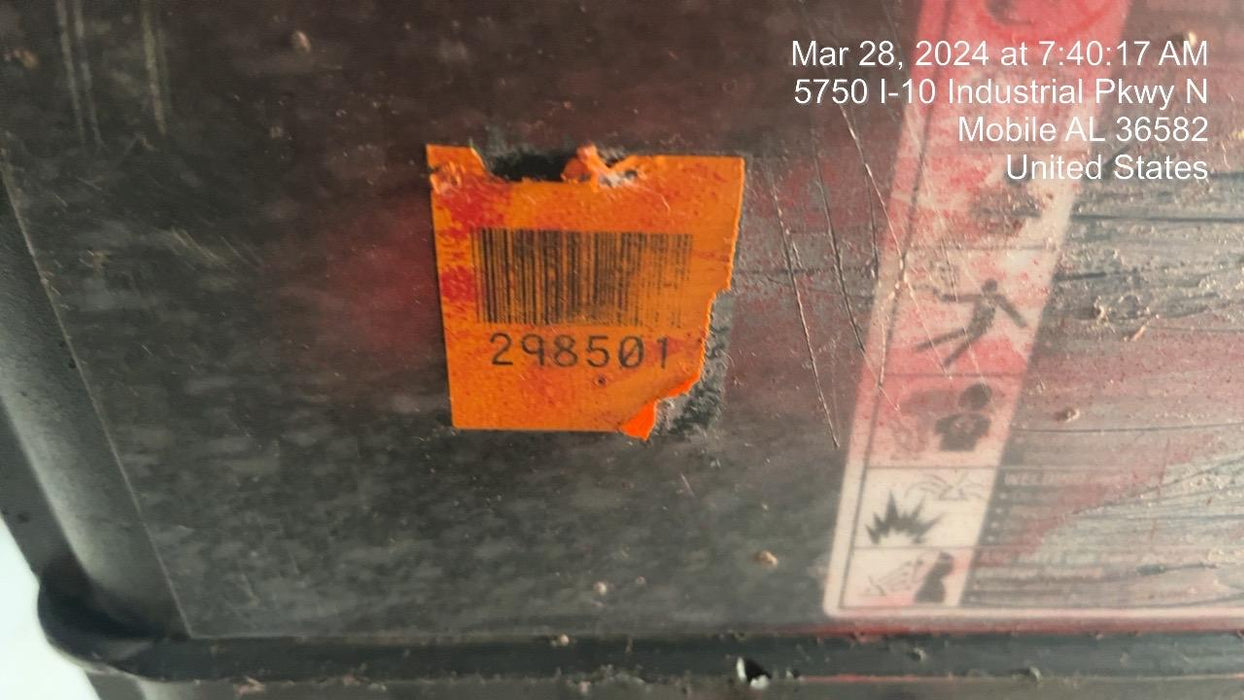 Mar 28, 2024 at 7:40:17 AM
5750 I-10 Industrial Pkwy N
Mobile AL 36582
United States
298501